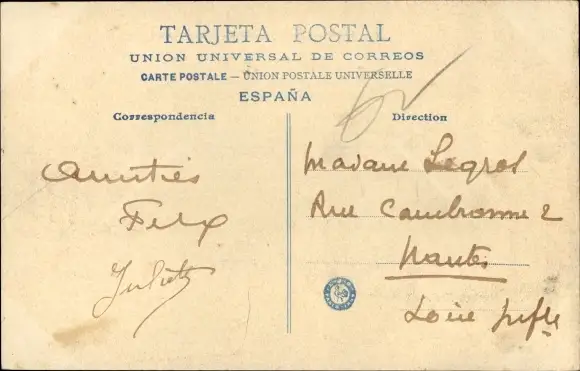 TARJETA POSTAL
UNION UNIVERSAL DE CORREOS
CARTE POSTALE — UNION POSTALE UNIVERSELLE
ESPAÑA
Correspondencia
Amitiés
Felix
Juliette
Direction
Madame Legros
Rue Cambronne 2
Nantes
Loire Infre